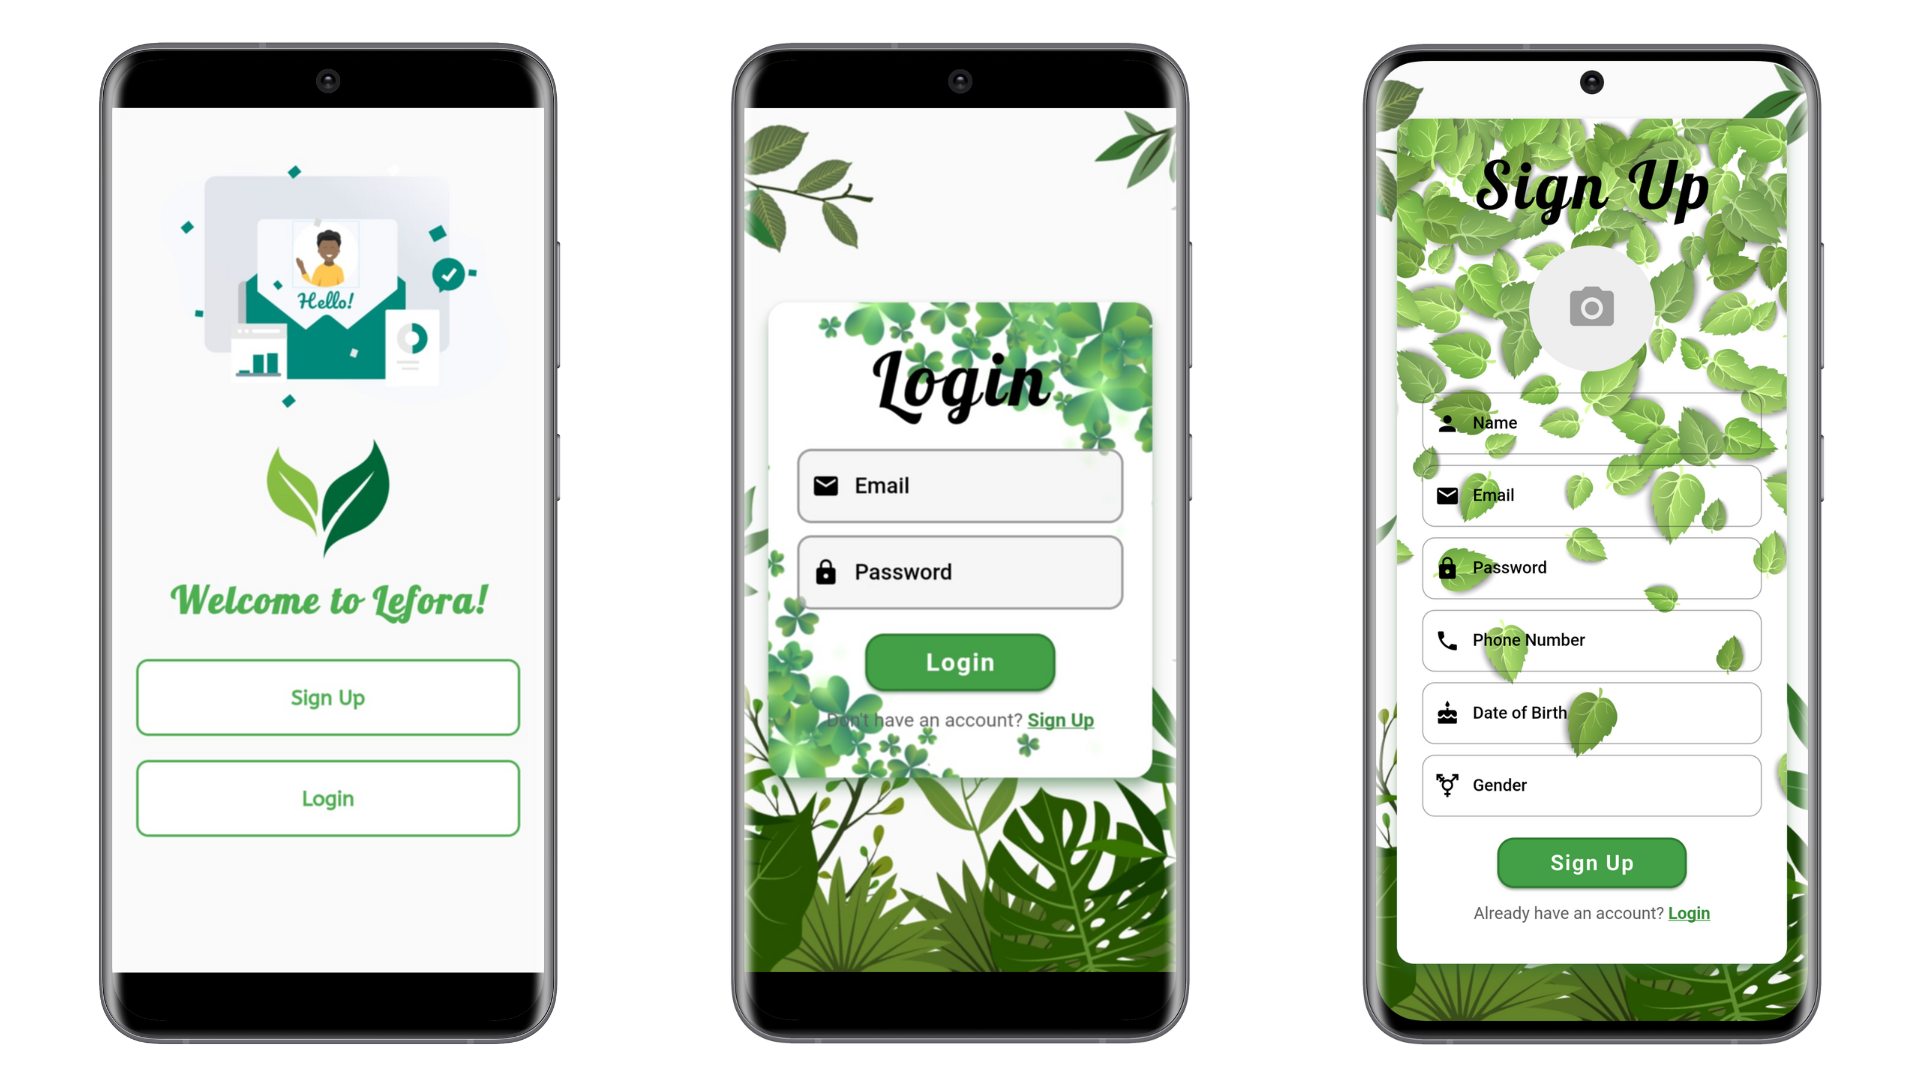 Hello!
Welcome to Lefora!
Sign Up
Login
Login
Email
Password
Login
Don't have an account? Sign Up
Sign Up
Name
Email
Password
Phone Number
Date of Birth
Gender
Sign Up
Already have an account? Login